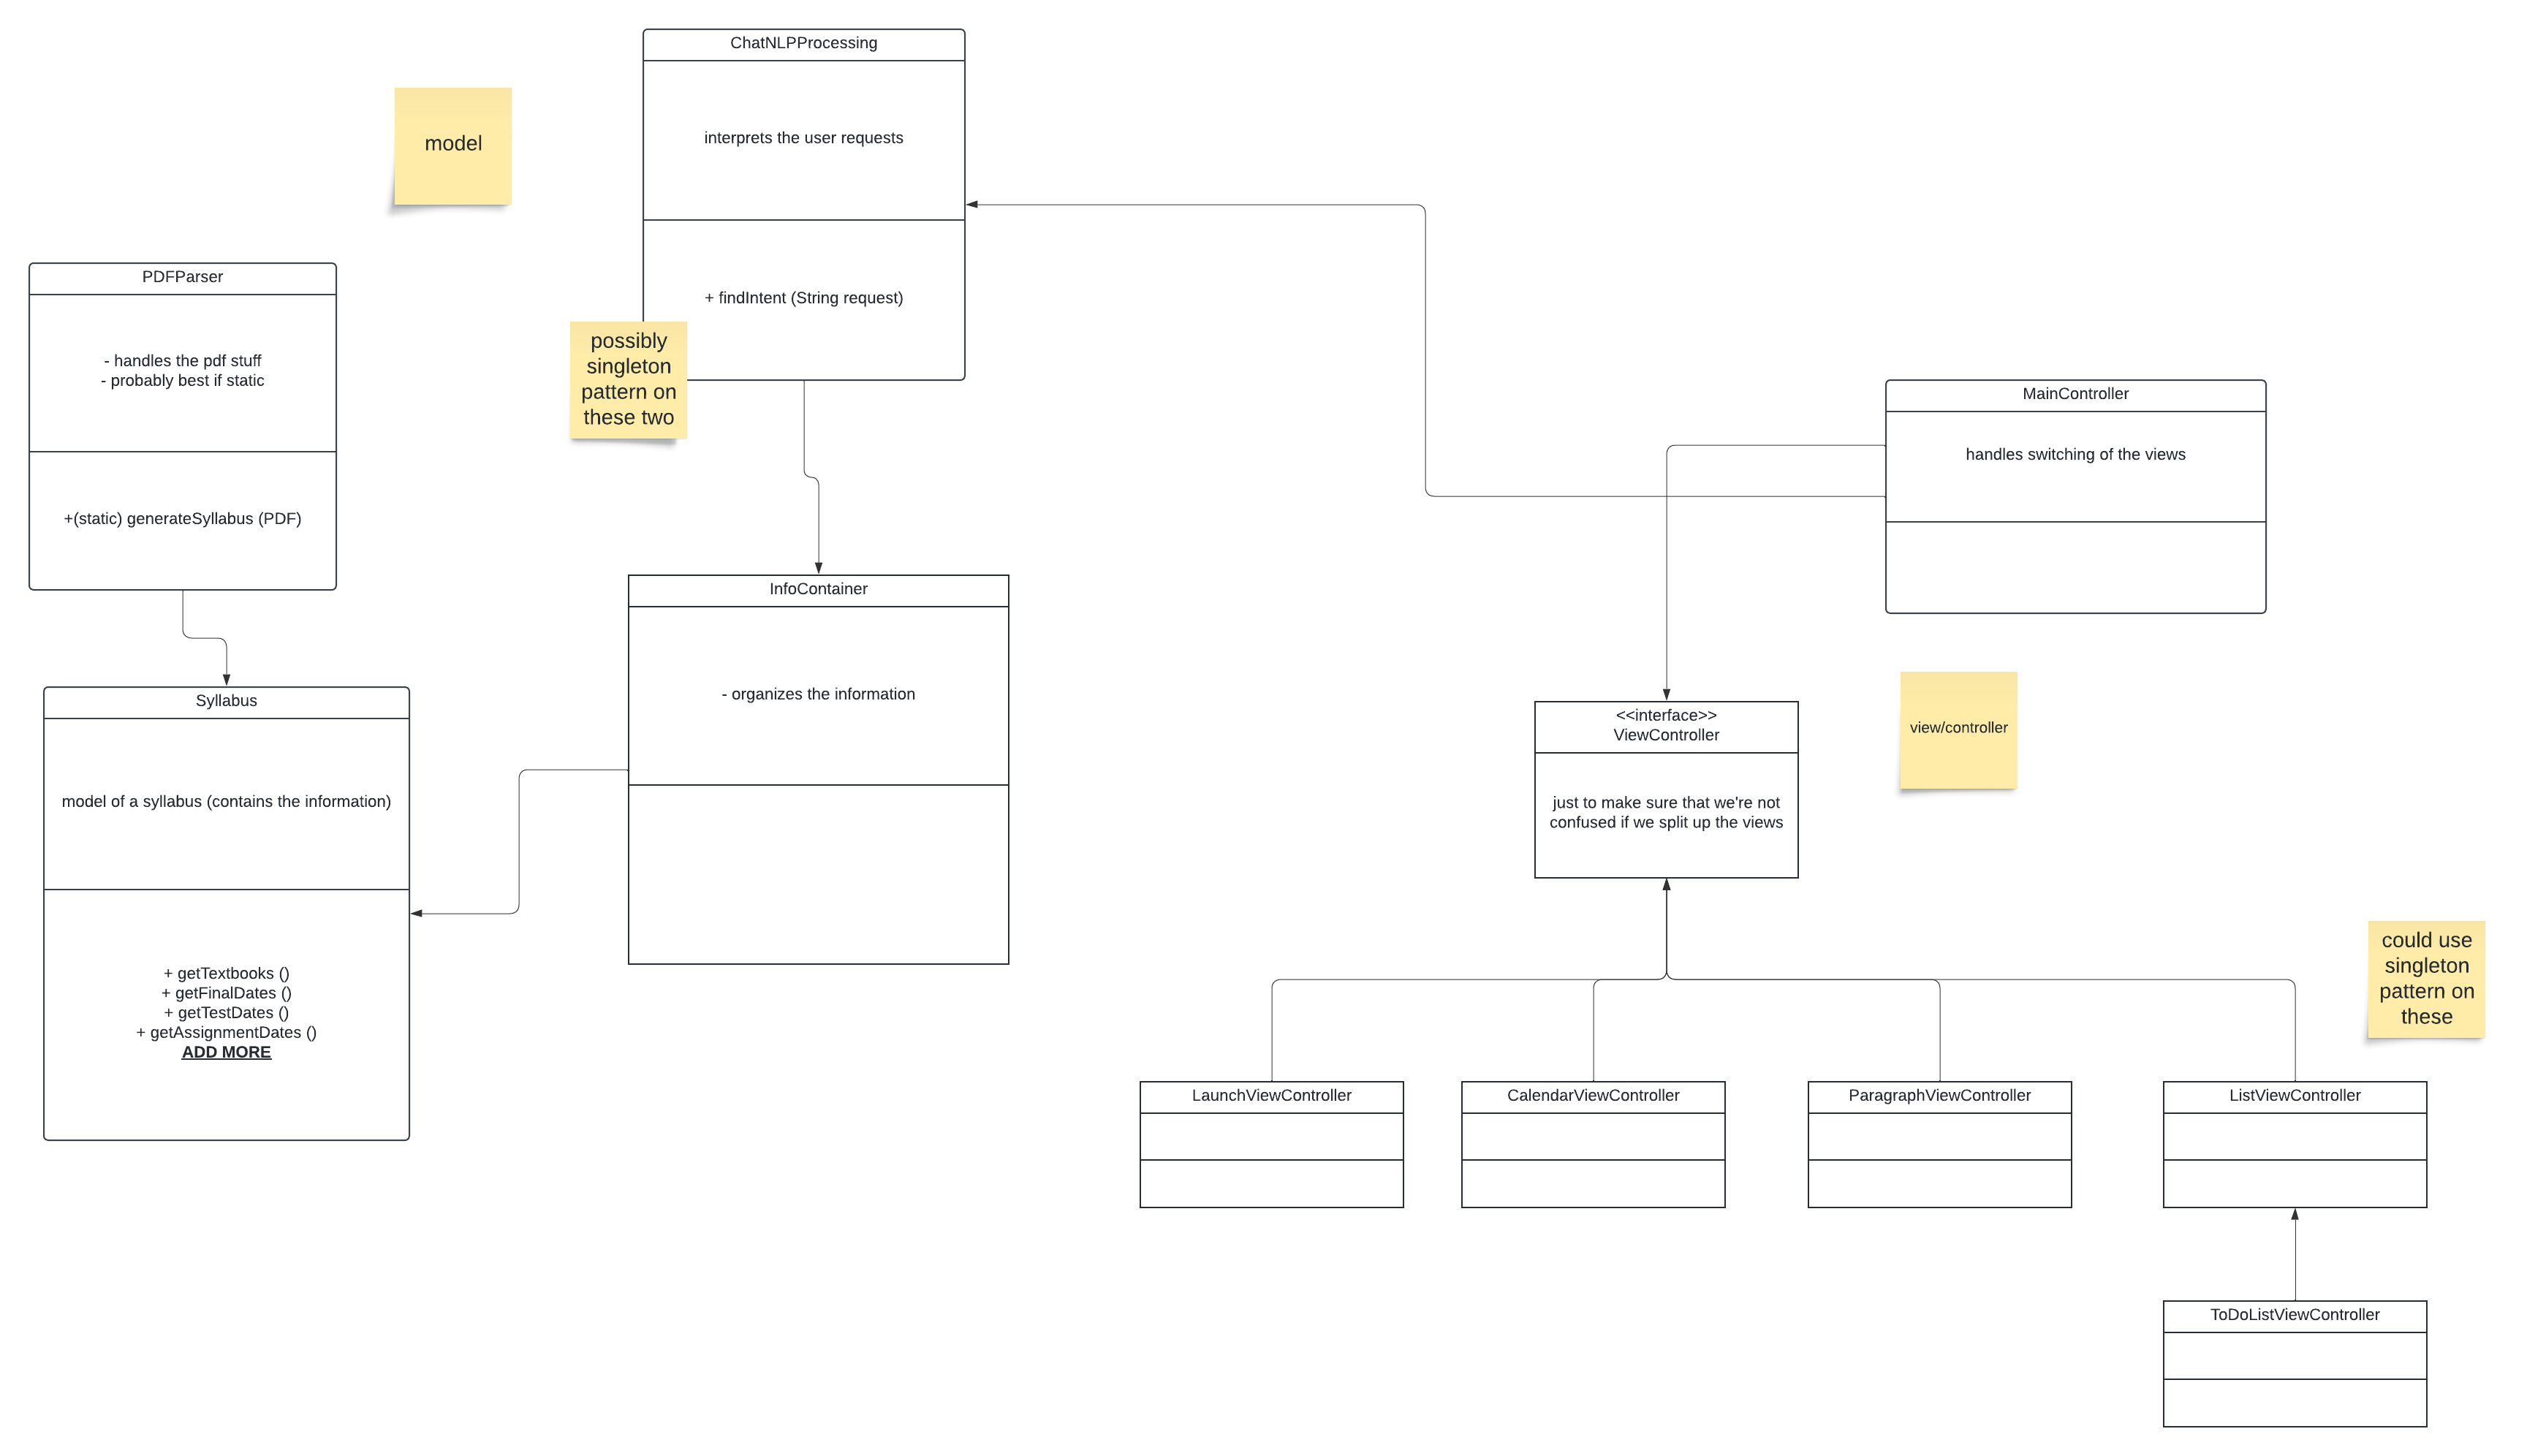 ChatNLPProcessing
interprets the user requests
+ findIntent (String request)
model
possibly
singleton
pattern on
these two
PDFParser
- handles the pdf stuff
- probably best if static
+(static) generateSyllabus (PDF)
Syllabus
model of a syllabus (contains the information)
+ getTextbooks ()
+ getFinalDates ()
+ getTestDates ()
+ getAssignmentDates ()
ADD MORE
InfoContainer
- organizes the information
MainController
handles switching of the views
<<interface>>
ViewController
just to make sure that we're not
confused if we split up the views
view/controller
could use
singleton
pattern on
these
LaunchViewController
CalendarViewController
ParagraphViewController
ListViewController
ToDoListViewController